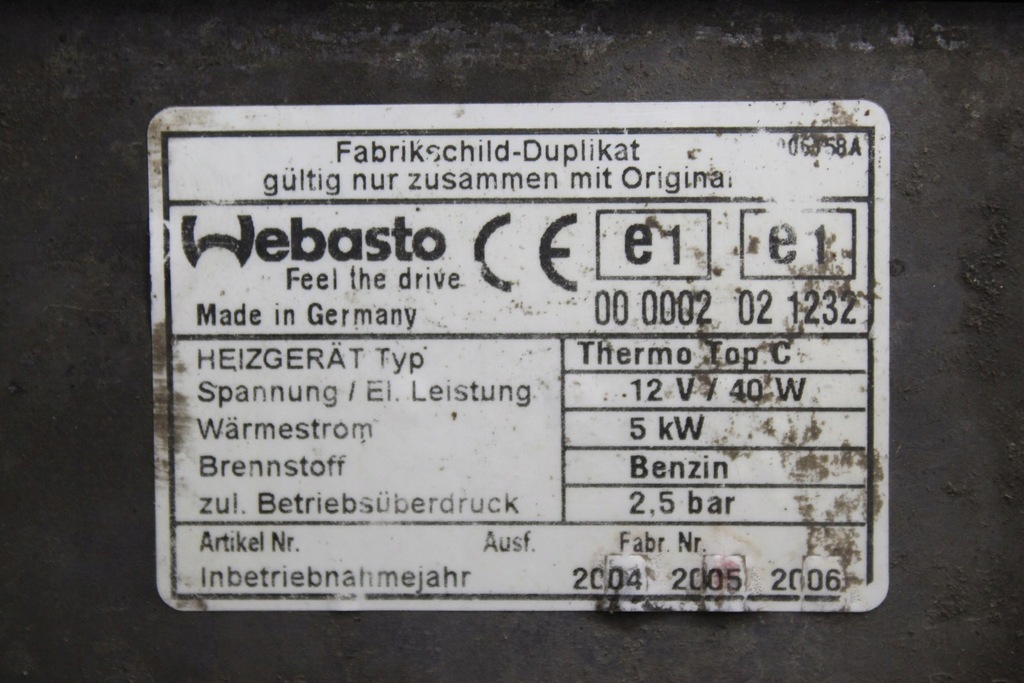 Fabrikschild-Duplikat
gültig nur zusammen mit Original
Webasto
Feel the drive
CE
e1 e1
00 0002 02 1232
Made in Germany
HEIZGERÄT Typ Thermo Top C
Spannung / El. Leistung 12 V / 40 W
Wärmestrom 5 kW
Brennstoff Benzin
zul. Betriebsüberdruck 2,5 bar
Artikel Nr. Ausf. Fabr. Nr.
Inbetriebnahmejahr 2004 2005 2006